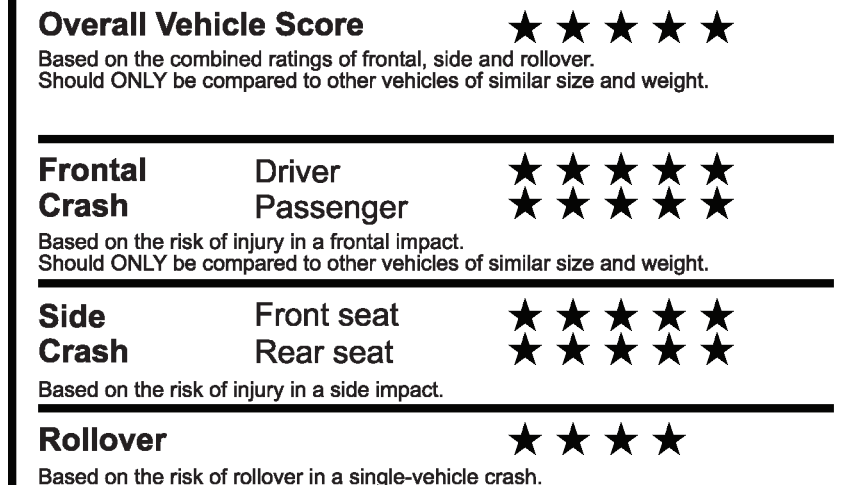 Overall Vehicle Score ★ ★ ★ ★ ★
Based on the combined ratings of frontal, side and rollover.
Should ONLY be compared to other vehicles of similar size and weight.
Frontal Driver ★ ★ ★ ★ ★
Crash Passenger ★ ★ ★ ★ ★
Based on the risk of injury in a frontal impact.
Should ONLY be compared to other vehicles of similar size and weight.
Side Front seat ★ ★ ★ ★ ★
Crash Rear seat ★ ★ ★ ★ ★
Based on the risk of injury in a side impact.
Rollover ★ ★ ★ ★
Based on the risk of rollover in a single-vehicle crash.